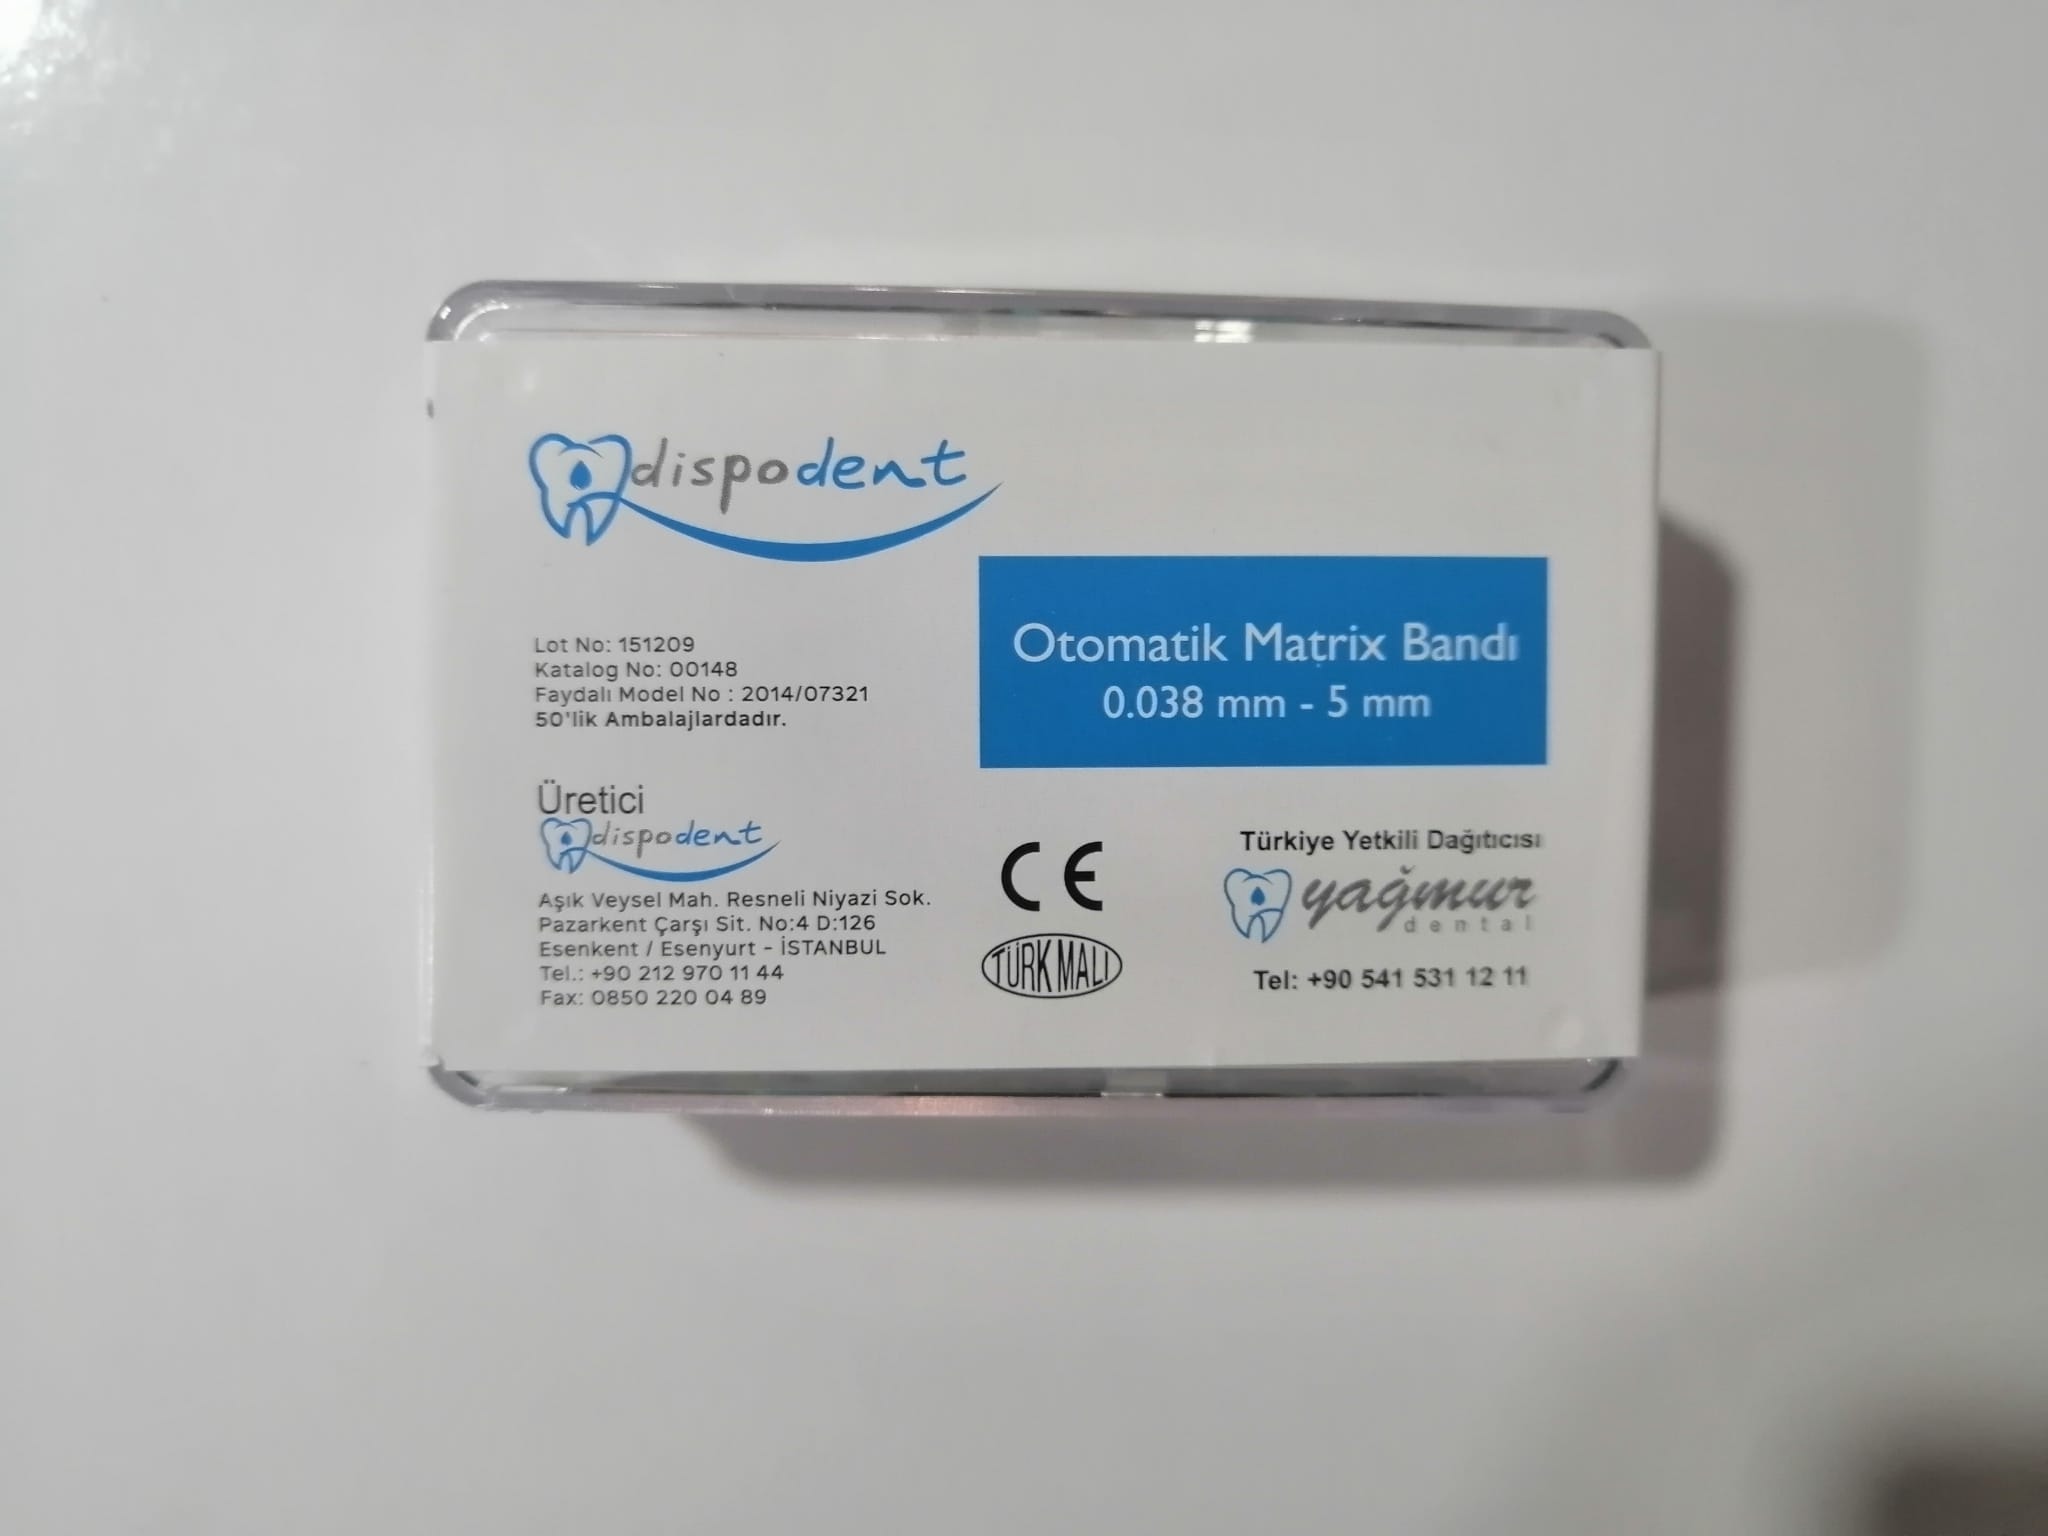 dispodent
Otomatik Matrix Bandı
0.038 mm - 5 mm
Lot No: 151209
Katalog No: 00148
Faydalı Model No : 2014/07321
50'lik Ambalajlardadır.
Üretici
dispodent
Aşık Veysel Mah. Resneli Niyazi Sok.
Pazarkent Çarşı Sit. No:4 D:126
Esenkent / Esenyurt - İSTANBUL
Tel.: +90 212 970 11 44
Fax: 0850 220 04 89
CE
TÜRK MALI
Türkiye Yetkili Dağıtıcısı
yağmur
dental
Tel: +90 541 531 12 11